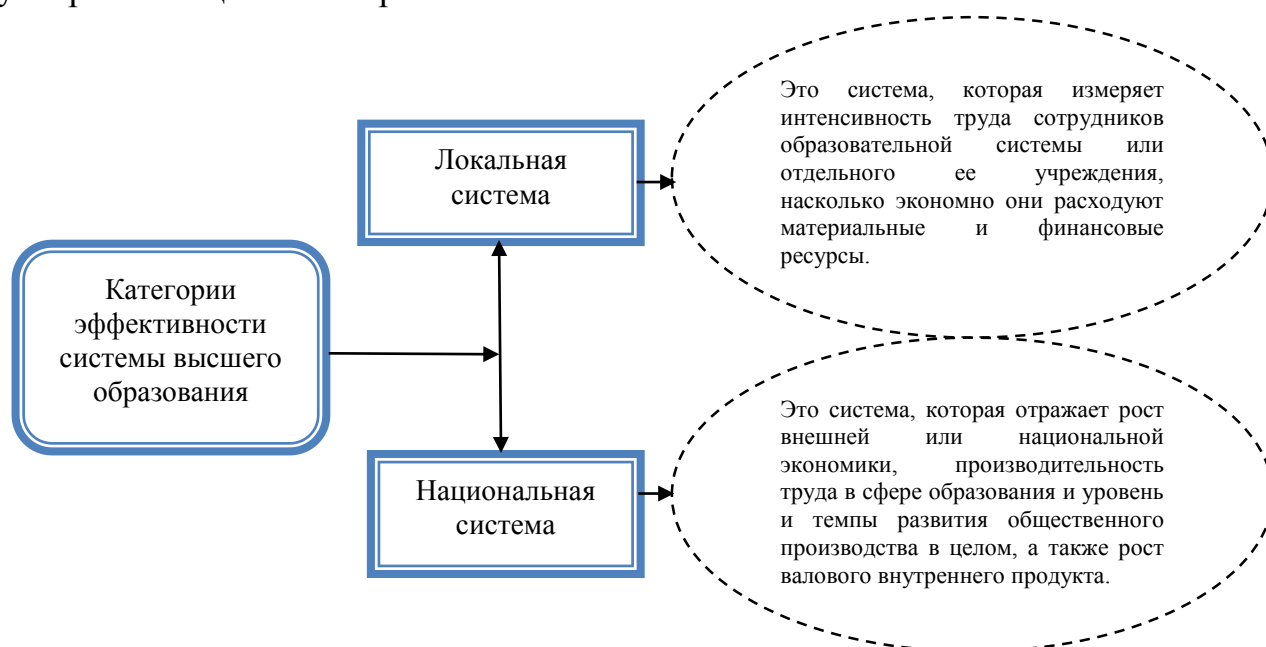 Категории
эффективности
системы высшего
образования
Локальная
система
Это система, которая измеряет
интенсивность труда сотрудников
образовательной системы или
отдельного ее учреждения,
насколько экономно они расходуют
материальные и финансовые
ресурсы.
Национальная
система
Это система, которая отражает рост
внешней или национальной
экономики, производительность
труда в сфере образования и уровень
и темпы развития общественного
производства в целом, а также рост
валового внутреннего продукта.